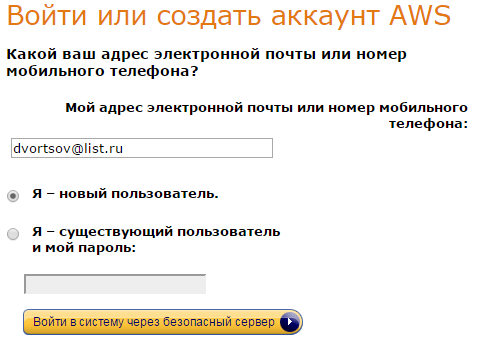 Войти или создать аккаунт AWS
Какой ваш адрес электронной почты или номер
мобильного телефона?
Мой адрес электронной почты или номер мобильного
телефона:
dvortsov@list.ru
Я – новый пользователь.
Я – существующий пользователь
и мой пароль:
Войти в систему через безопасный сервер